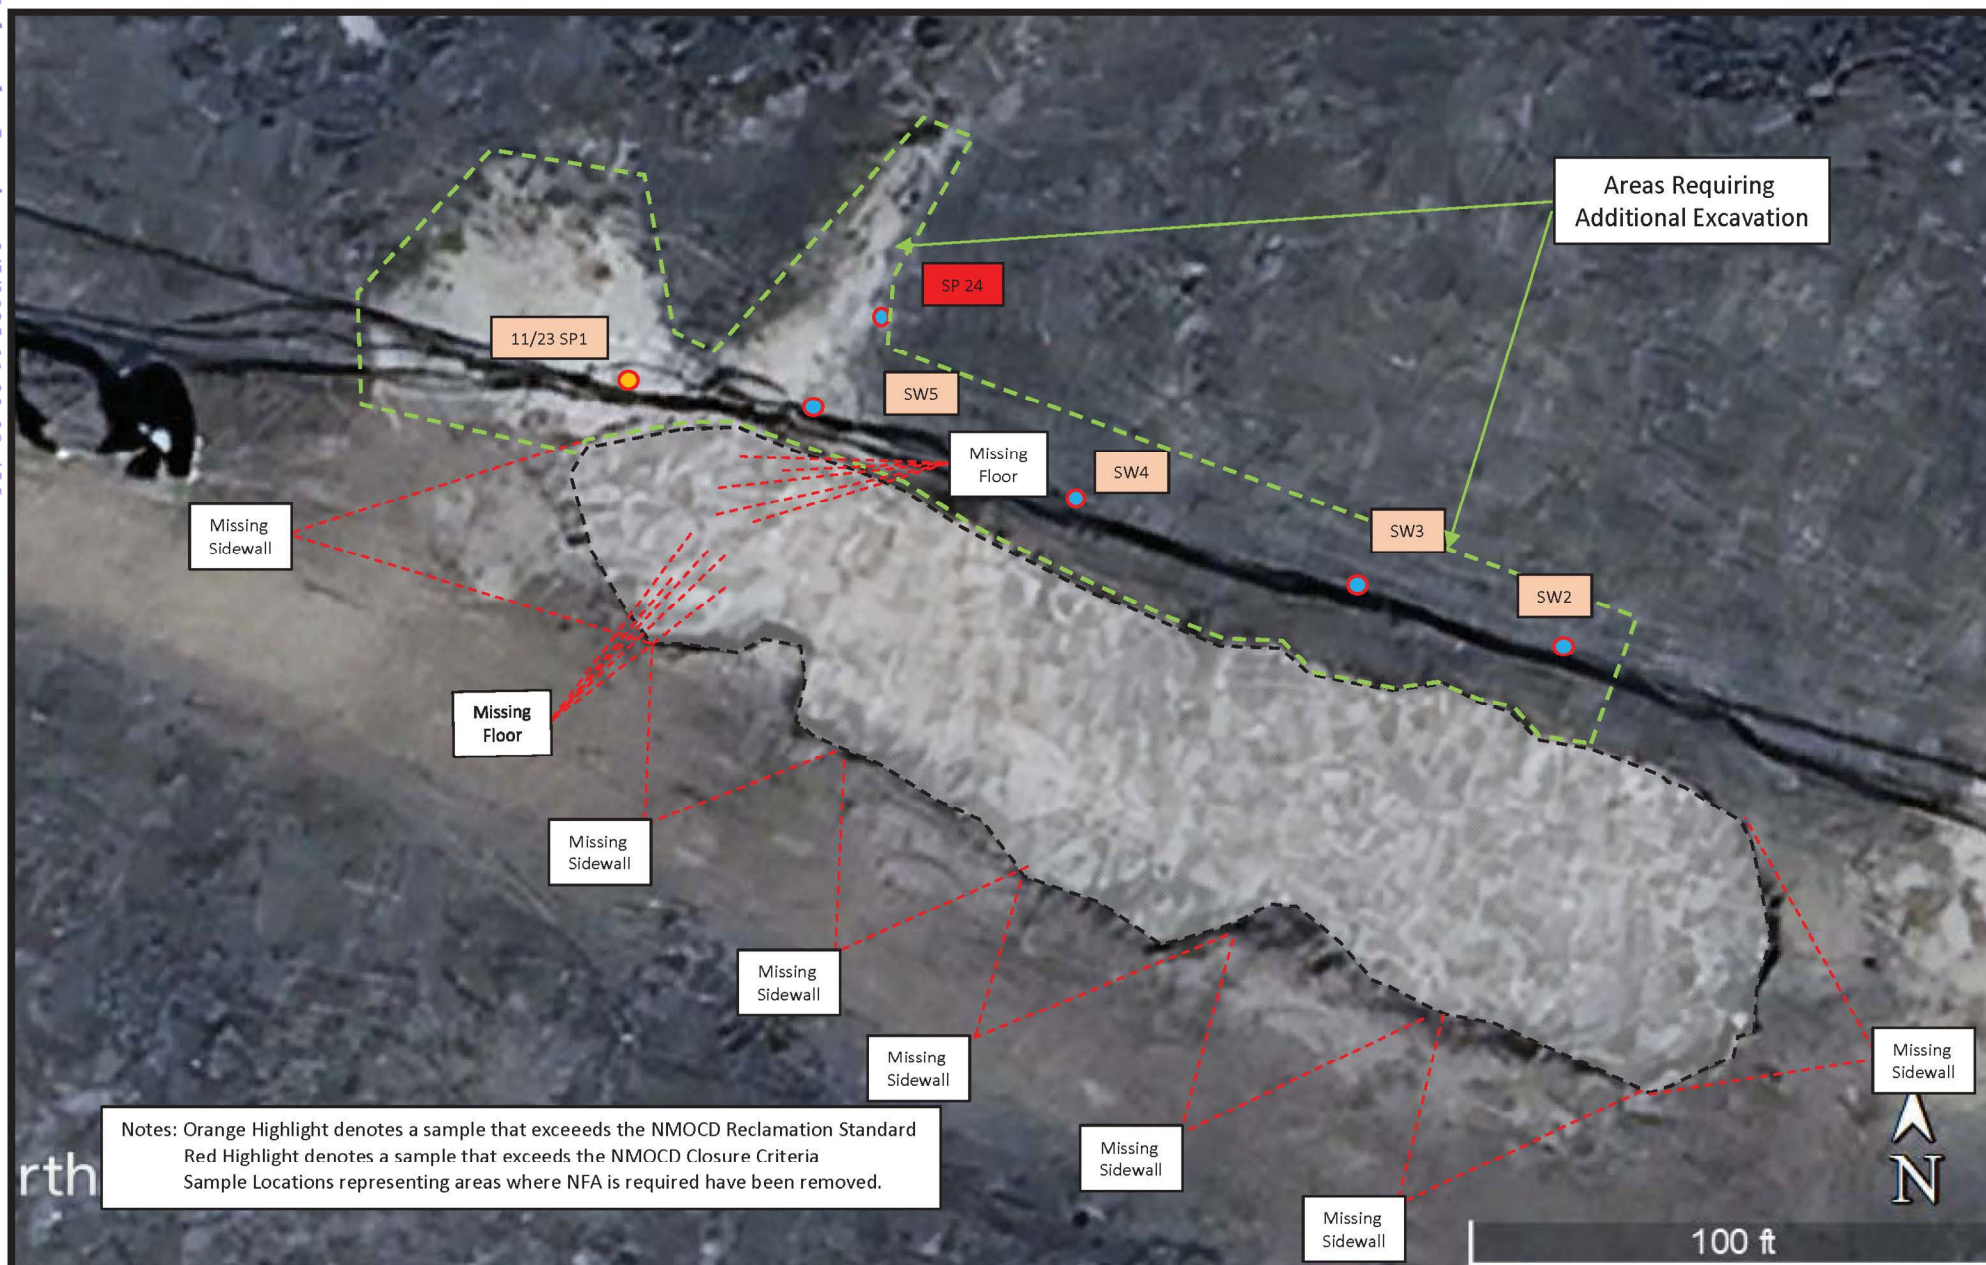 Areas Requiring
Additional Excavation
SP 24
11/23 SP1
SW5
Missing
Floor
SW4
Missing
Sidewall
SW3
SW2
Missing
Floor
Missing
Sidewall
Missing
Sidewall
Missing
Sidewall
Missing
Sidewall
Missing
Sidewall
Missing
Sidewall
Notes: Orange Highlight denotes a sample that exceeeds the NMOCD Reclamation Standard
Red Highlight denotes a sample that exceeds the NMOCD Closure Criteria
Sample Locations representing areas where NFA is required have been removed.
rth
N
100 ft